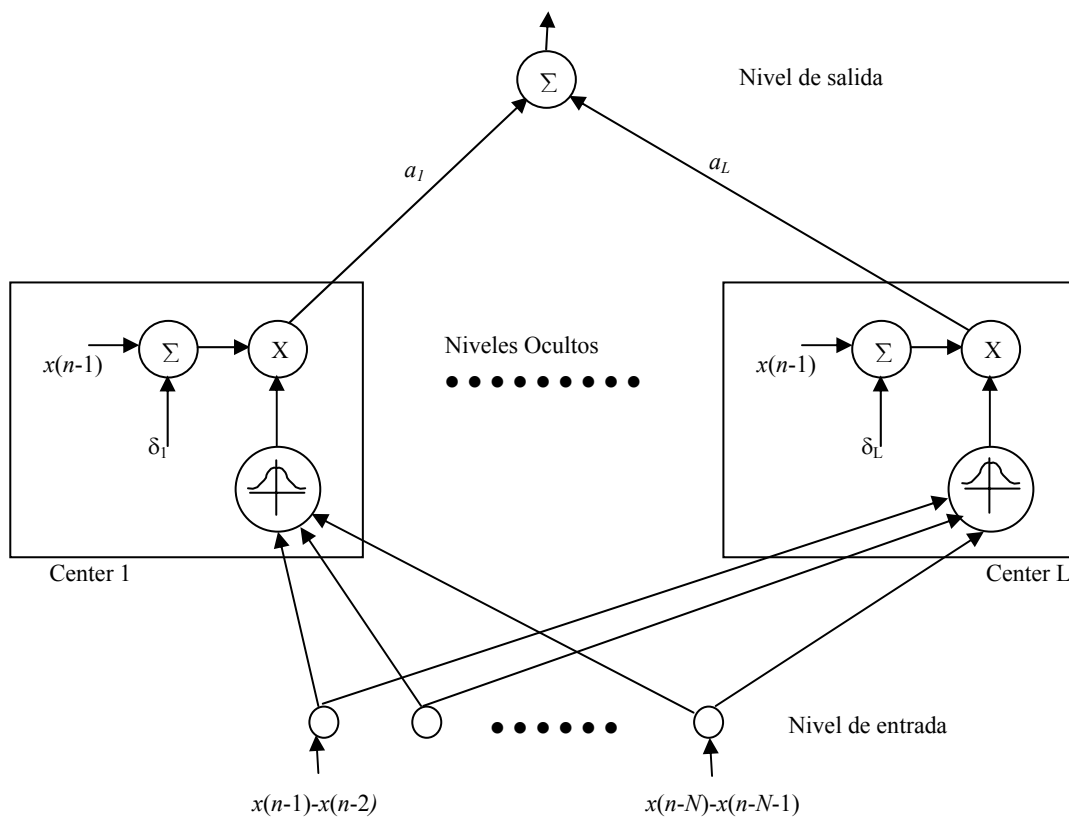 Σ
Nivel de salida
a1
aL
Σ
X
x(n-1)
δ1
Niveles Ocultos
Σ
X
x(n-1)
δL
Center 1
Center L
Nivel de entrada
x(n-1)-x(n-2)
x(n-N)-x(n-N-1)